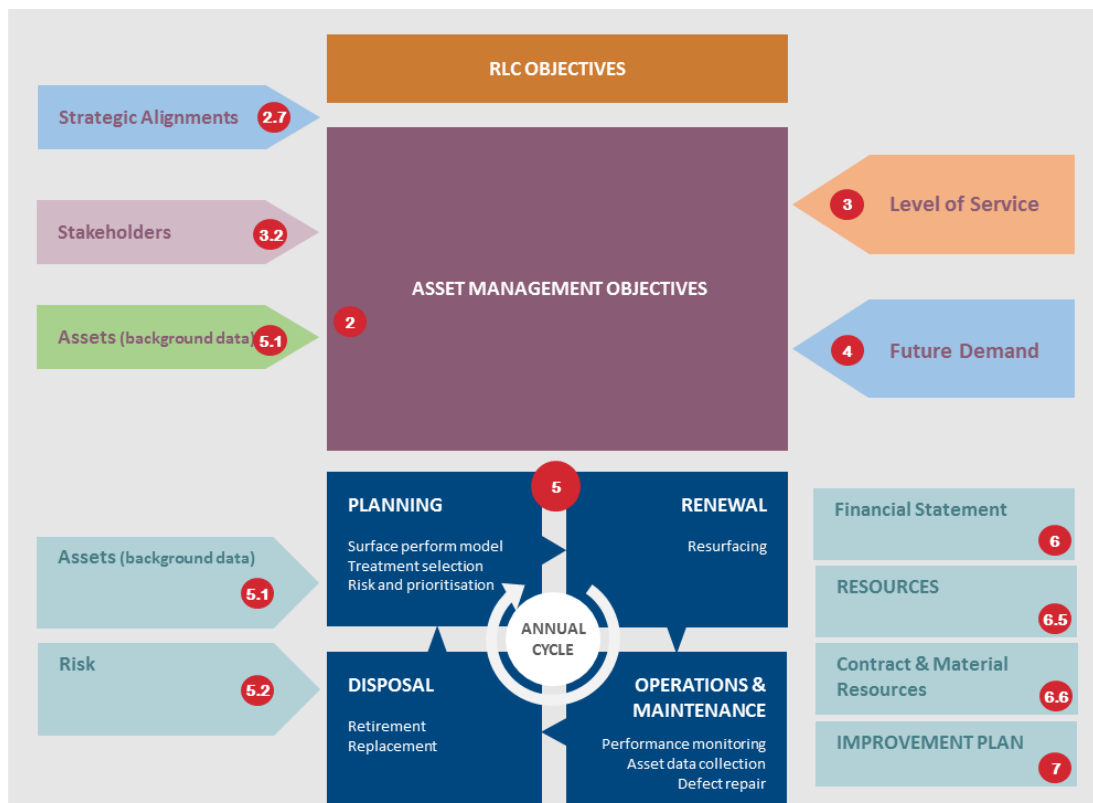 RLC OBJECTIVES
Strategic Alignments 2.7
Stakeholders 3.2
Assets (background data) 5.1
2
ASSET MANAGEMENT OBJECTIVES
3 Level of Service
4 Future Demand
5
PLANNING
Surface perform model
Treatment selection
Risk and prioritisation
RENEWAL
Resurfacing
ANNUAL
CYCLE
DISPOSAL
Retirement
Replacement
OPERATIONS &
MAINTENANCE
Performance monitoring
Asset data collection
Defect repair
Assets (background data)
5.1
Risk
5.2
Financial Statement
6
RESOURCES
6.5
Contract & Material
Resources
6.6
IMPROVEMENT PLAN
7